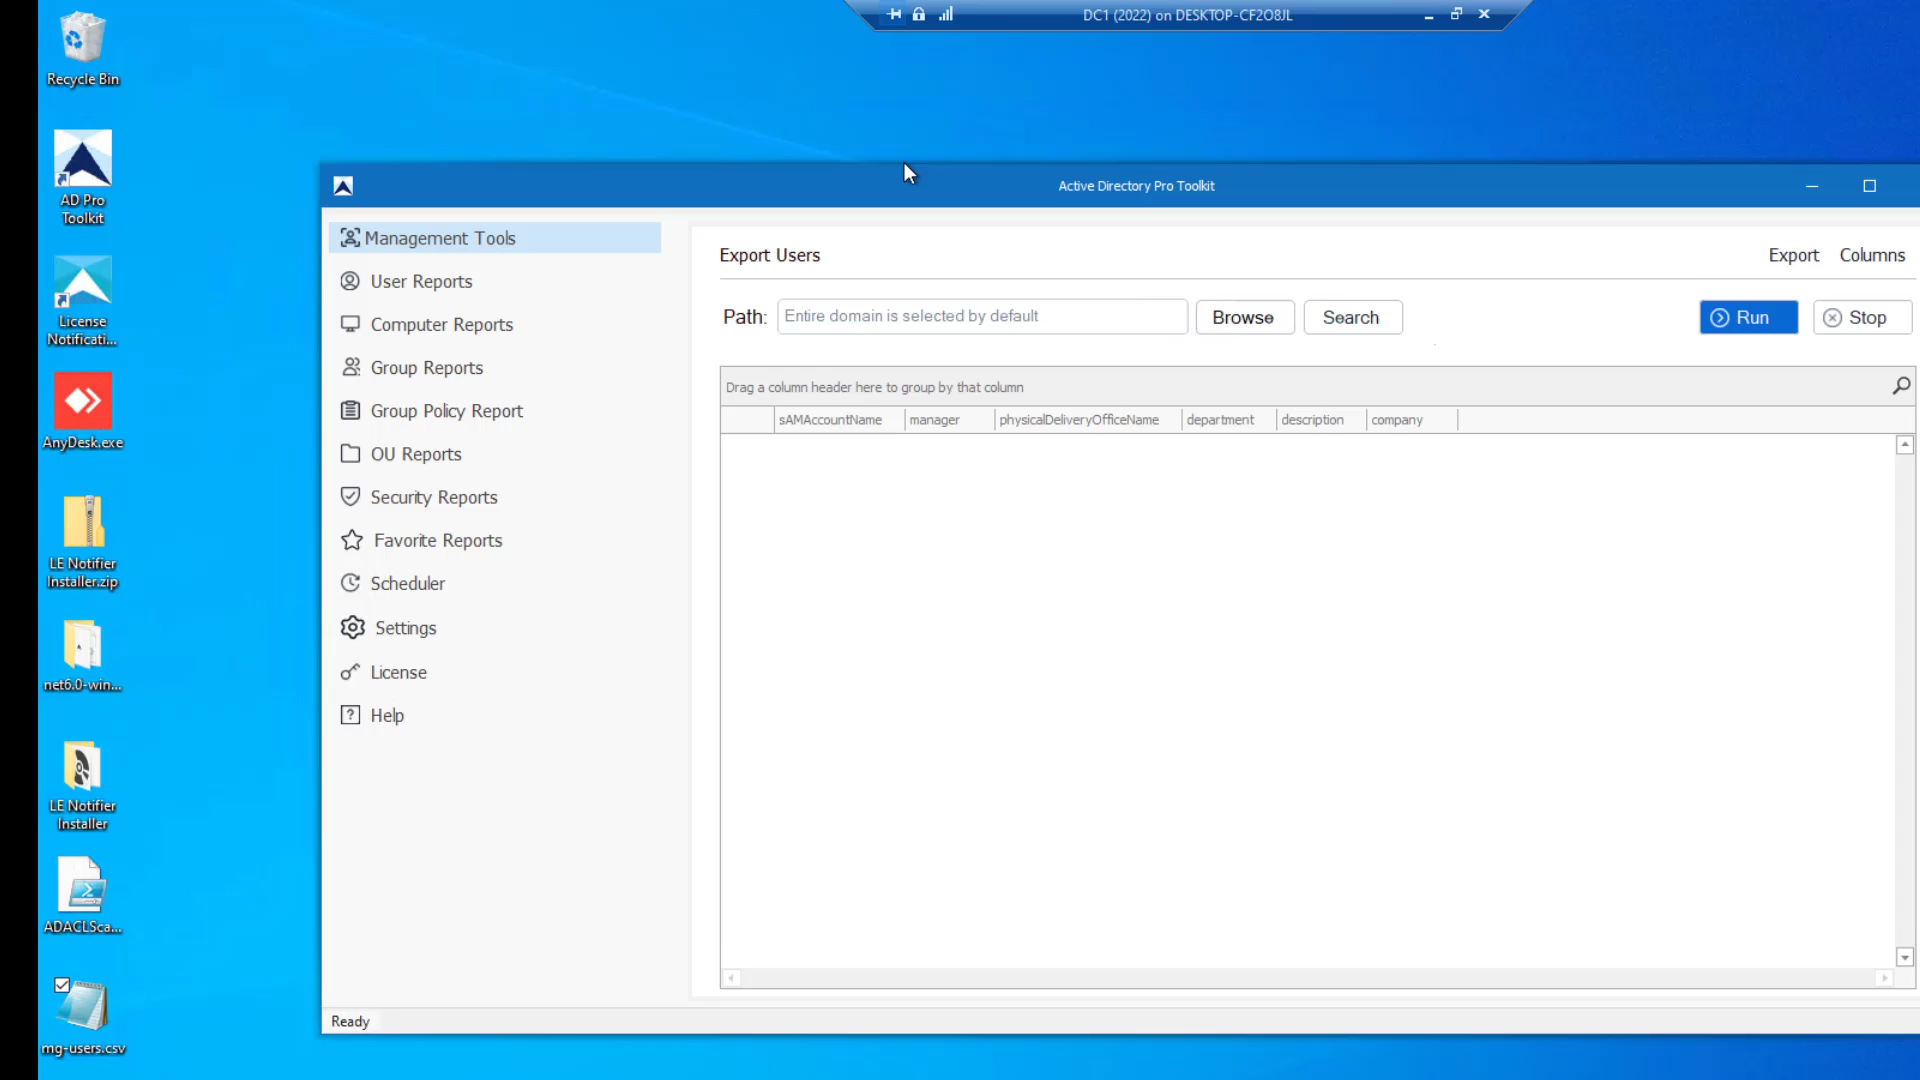 DC1 (2022) on DESKTOP-CF2O8JL
Recycle Bin
AD Pro
Toolkit
License
Notificati...
AnyDesk.exe
LE Notifier
Installer.zip
net6.0-win...
LE Notifier
Installer
ADACLSca...
mg-users.csv
Active Directory Pro Toolkit
Management Tools
User Reports
Computer Reports
Group Reports
Group Policy Report
OU Reports
Security Reports
Favorite Reports
Scheduler
Settings
License
Help
Export Users
Export Columns
Path: Entire domain is selected by default Browse Search Run Stop
Drag a column header here to group by that column
sAMAccountName manager physicalDeliveryOfficeName department description company
Ready